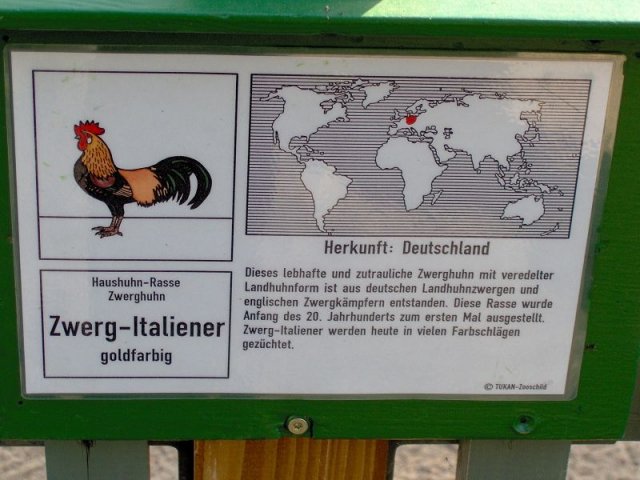 Haushuhn-Rasse
Zwerghuhn
Zwerg-Italiener
goldfarbig
Herkunft: Deutschland
Dieses lebhafte und zutrauliche Zwerghuhn mit veredelter
Landhuhnform ist aus deutschen Landhuhnzwergen und
englischen Zwergkämpfern entstanden. Diese Rasse wurde
Anfang des 20. Jahrhunderts zum ersten Mal ausgestellt.
Zwerg-Italiener werden heute in vielen Farbschlägen
gezüchtet.
© TUKAN-Zooschild